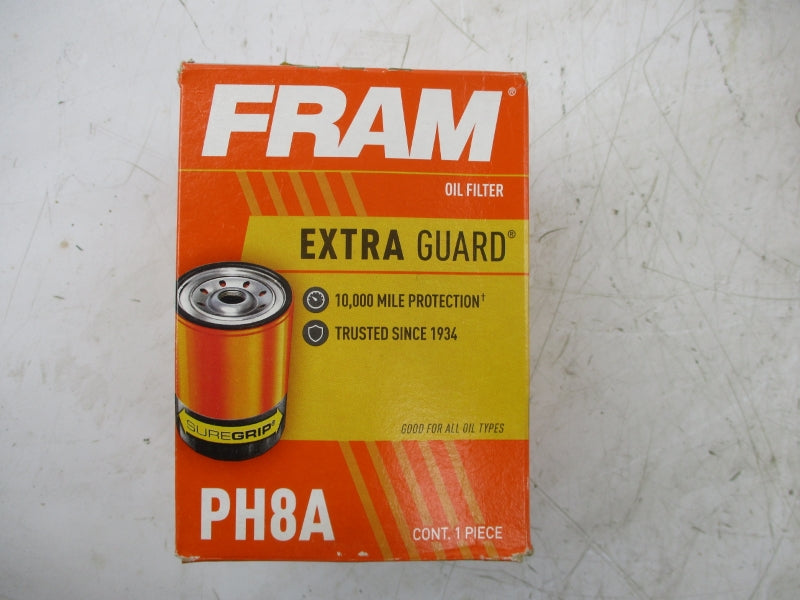 FRAM®
OIL FILTER
EXTRA GUARD®
10,000 MILE PROTECTION†
TRUSTED SINCE 1934
SUREGRIP®
GOOD FOR ALL OIL TYPES
PH8A
CONT. 1 PIECE